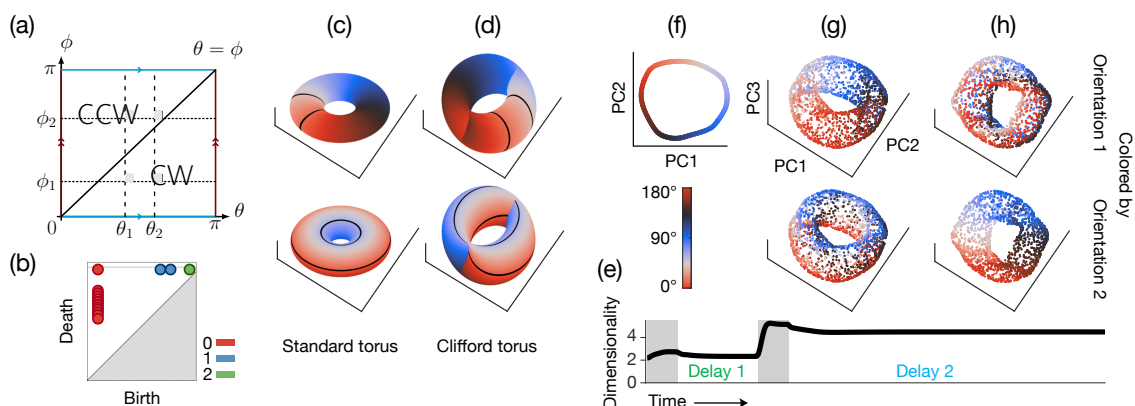 (a)
ϕ
θ = ϕ
π
CCW
ϕ₂
CW
ϕ₁
0
θ₁
θ₂
π
θ
(b)
Death
Birth
0
1
2
(c)
Standard torus
(d)
Clifford torus
(e)
Dimensionality
4
2
0
Delay 1
Delay 2
Time
(f)
PC2
PC1
180°
90°
0°
(g)
PC3
PC1
PC2
(h)
Orientation 1
Orientation 2
Colored by